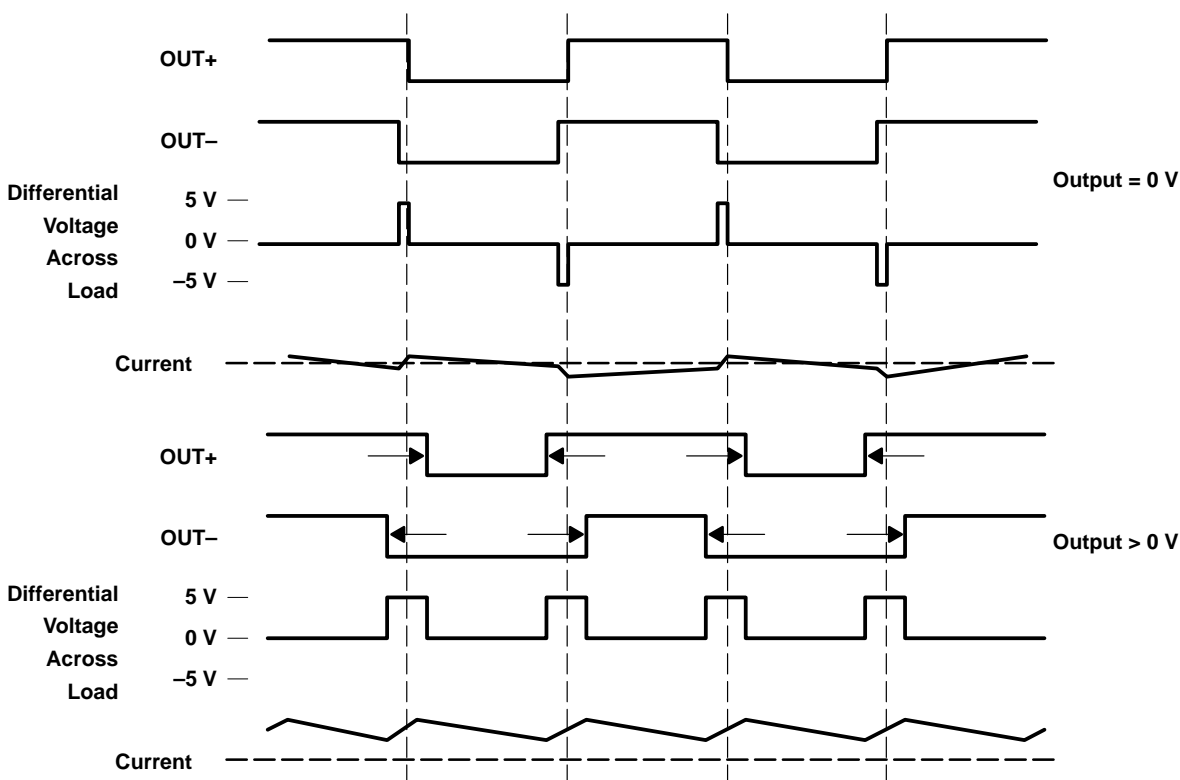 OUT+
OUT–
Output = 0 V
Differential
Voltage
Across
Load
5 V
0 V
–5 V
Current
OUT+
OUT–
Output > 0 V
Differential
Voltage
Across
Load
5 V
0 V
–5 V
Current